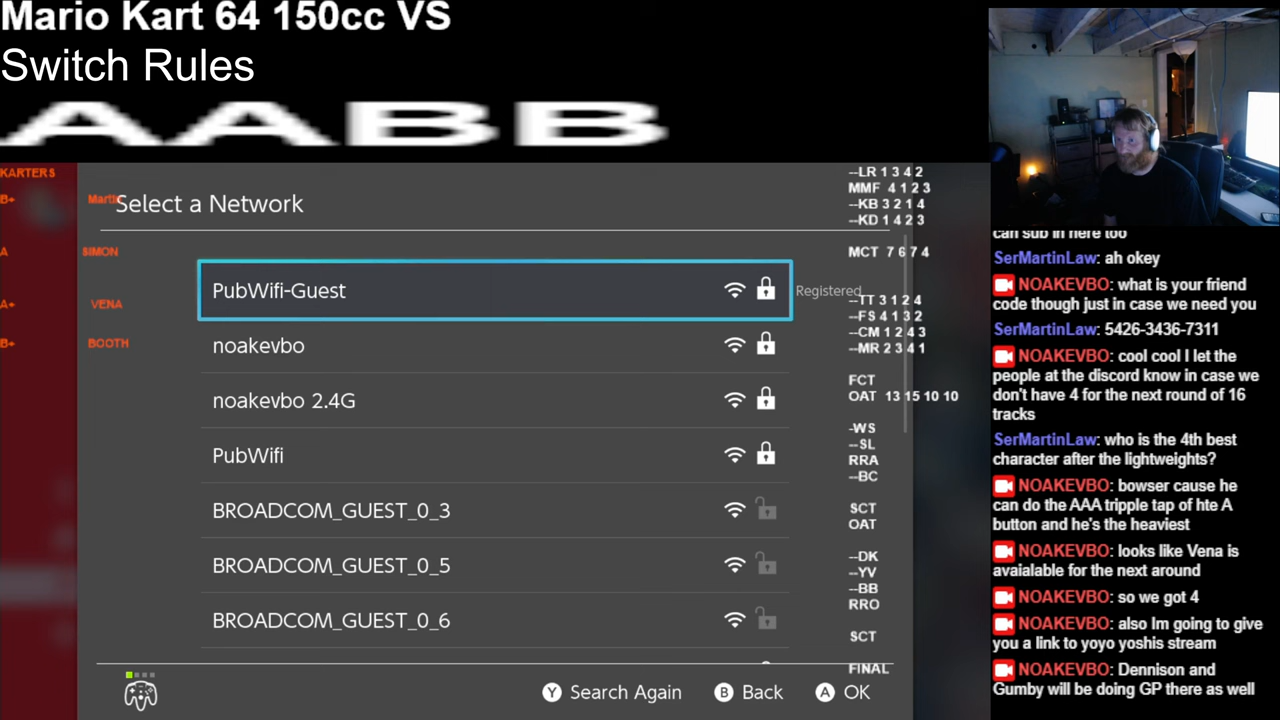 Mario Kart 64 150cc VS
Switch Rules
AABB
KARTERS
B+ Martin
A SIMON
A+ VENA
B+ BOOTH
Select a Network
PubWifi-Guest
Registered
noakevbo
noakevbo 2.4G
PubWifi
BROADCOM_GUEST_0_3
BROADCOM_GUEST_0_5
BROADCOM_GUEST_0_6
Y Search Again
B Back
A OK
--LR 1 3 4 2
MMF 4 1 2 3
--KB 3 2 1 4
--KD 1 4 2 3
MCT 7 6 7 4
--TT 3 1 2 4
--FS 4 1 3 2
--CM 1 2 4 3
--MR 2 3 4 1
FCT
OAT 13 15 10 10
-WS
--SL
RRA
--BC
SCT
OAT
--DK
--YV
--BB
RRO
SCT
FINAL
can sub in here too
SerMartinLaw: ah okey
NOAKEVBO: what is your friend
code though just in case we need you
SerMartinLaw: 5426-3436-7311
NOAKEVBO: cool cool I let the
people at the discord know in case we
don't have 4 for the next round of 16
tracks
SerMartinLaw: who is the 4th best
character after the lightweights?
NOAKEVBO: bowser cause he
can do the AAA tripple tap of hte A
button and he's the heaviest
NOAKEVBO: looks like Vena is
avaialable for the next around
NOAKEVBO: so we got 4
NOAKEVBO: also Im going to give
you a link to yoyo yoshis stream
NOAKEVBO: Dennison and
Gumby will be doing GP there as well